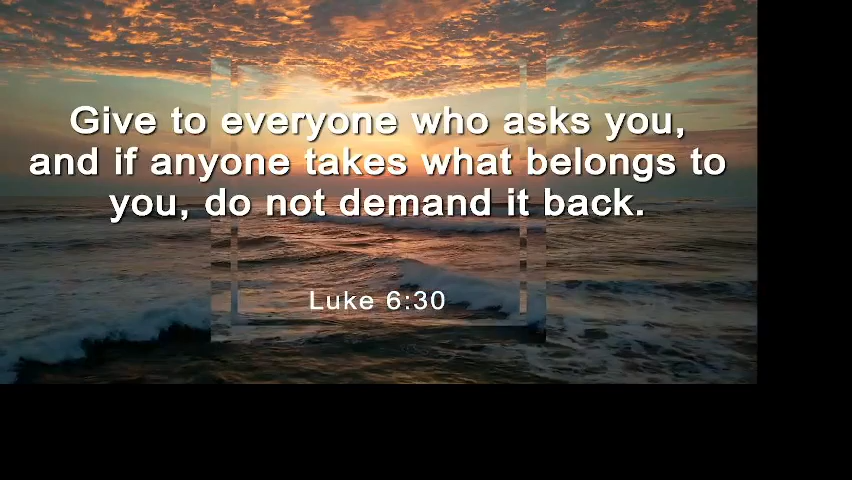 Give to everyone who asks you,
and if anyone takes what belongs to
you, do not demand it back.
Luke 6:30